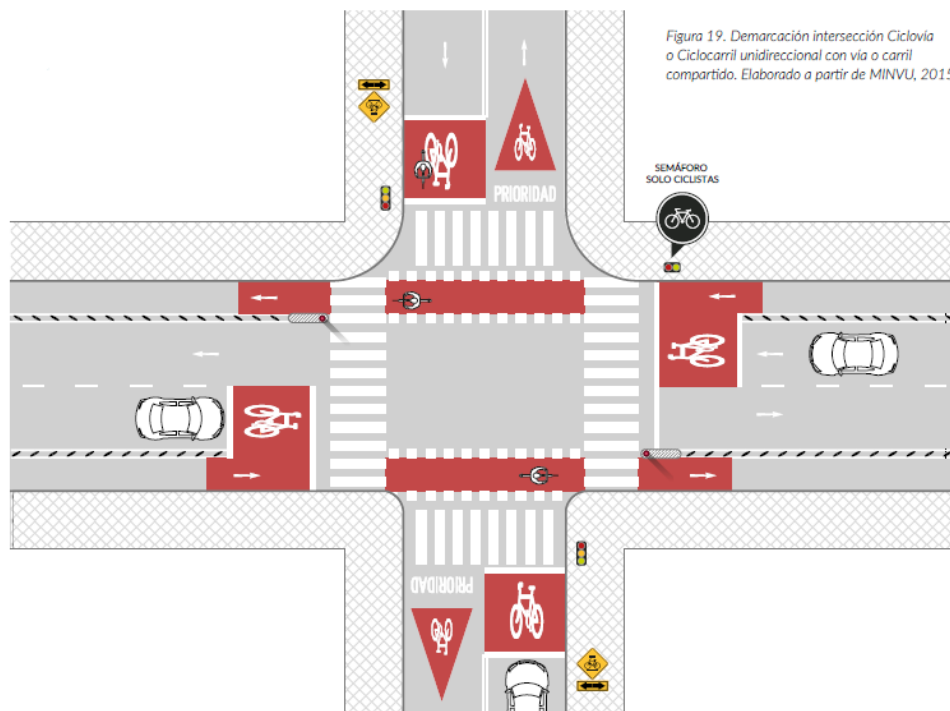 Figura 19. Demarcación intersección Ciclovía
o Ciclocarril unidireccional con vía o carril
compartido. Elaborado a partir de MINVU, 2015
SEMÁFORO
SOLO CICLISTAS
PRIORIDAD
PRIORIDAD